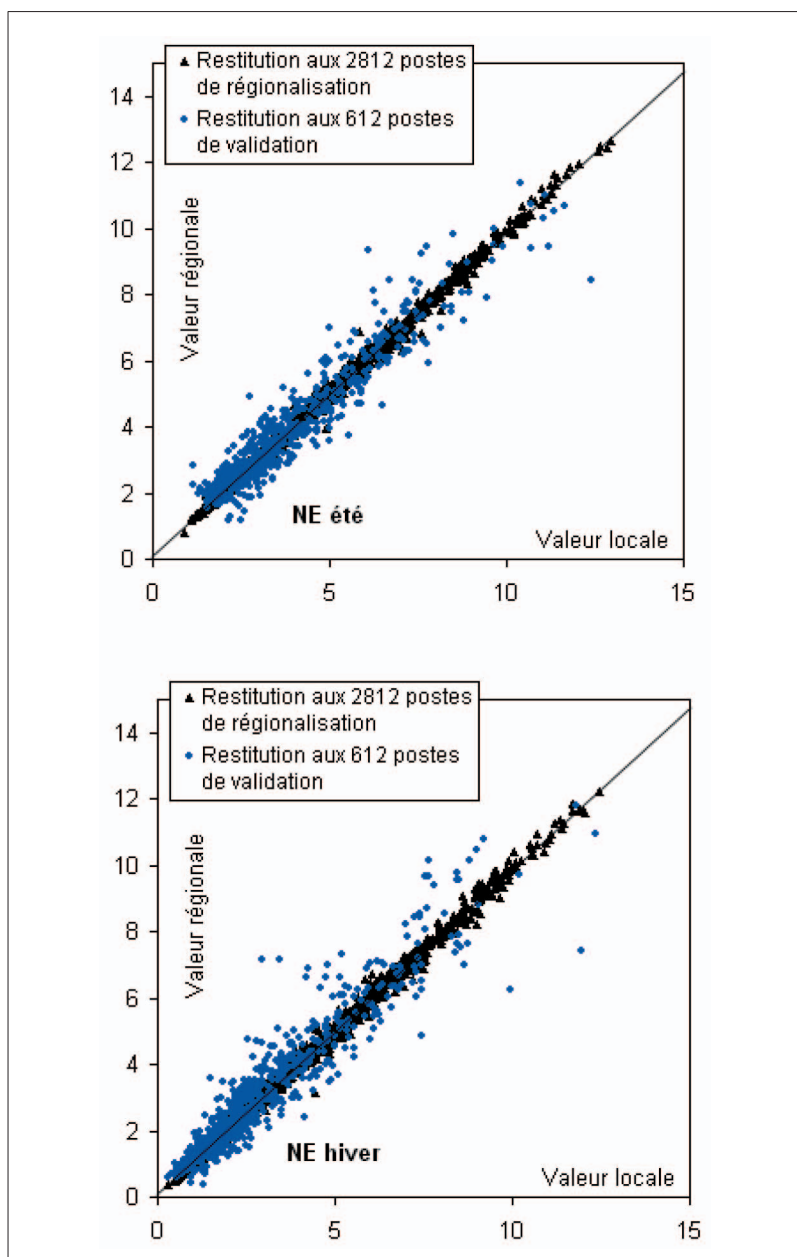 Restitution aux 2812 postes
de régionalisation
Restitution aux 612 postes
de validation
14
12
10
8
6
4
2
0
Valeur régionale
NE été
Valeur locale
0 5 10 15
Restitution aux 2812 postes
de régionalisation
Restitution aux 612 postes
de validation
14
12
10
8
6
4
2
0
Valeur régionale
NE hiver
Valeur locale
0 5 10 15